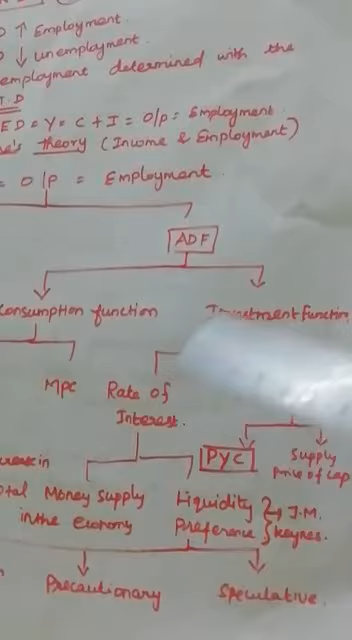 ↑ Employment.
↓ unemployment.
employment determined with the
ED = Y = C + I = O/P = Employment
Theory (Income & Employment)
= O/P = Employment
ADF
Consumption function
MPC Rate of
Interest.
PYC Supply
Price of Cap
Money Supply Liquidity } J.M.
in the economy Preference } Keynes.
Precautionary Speculative.